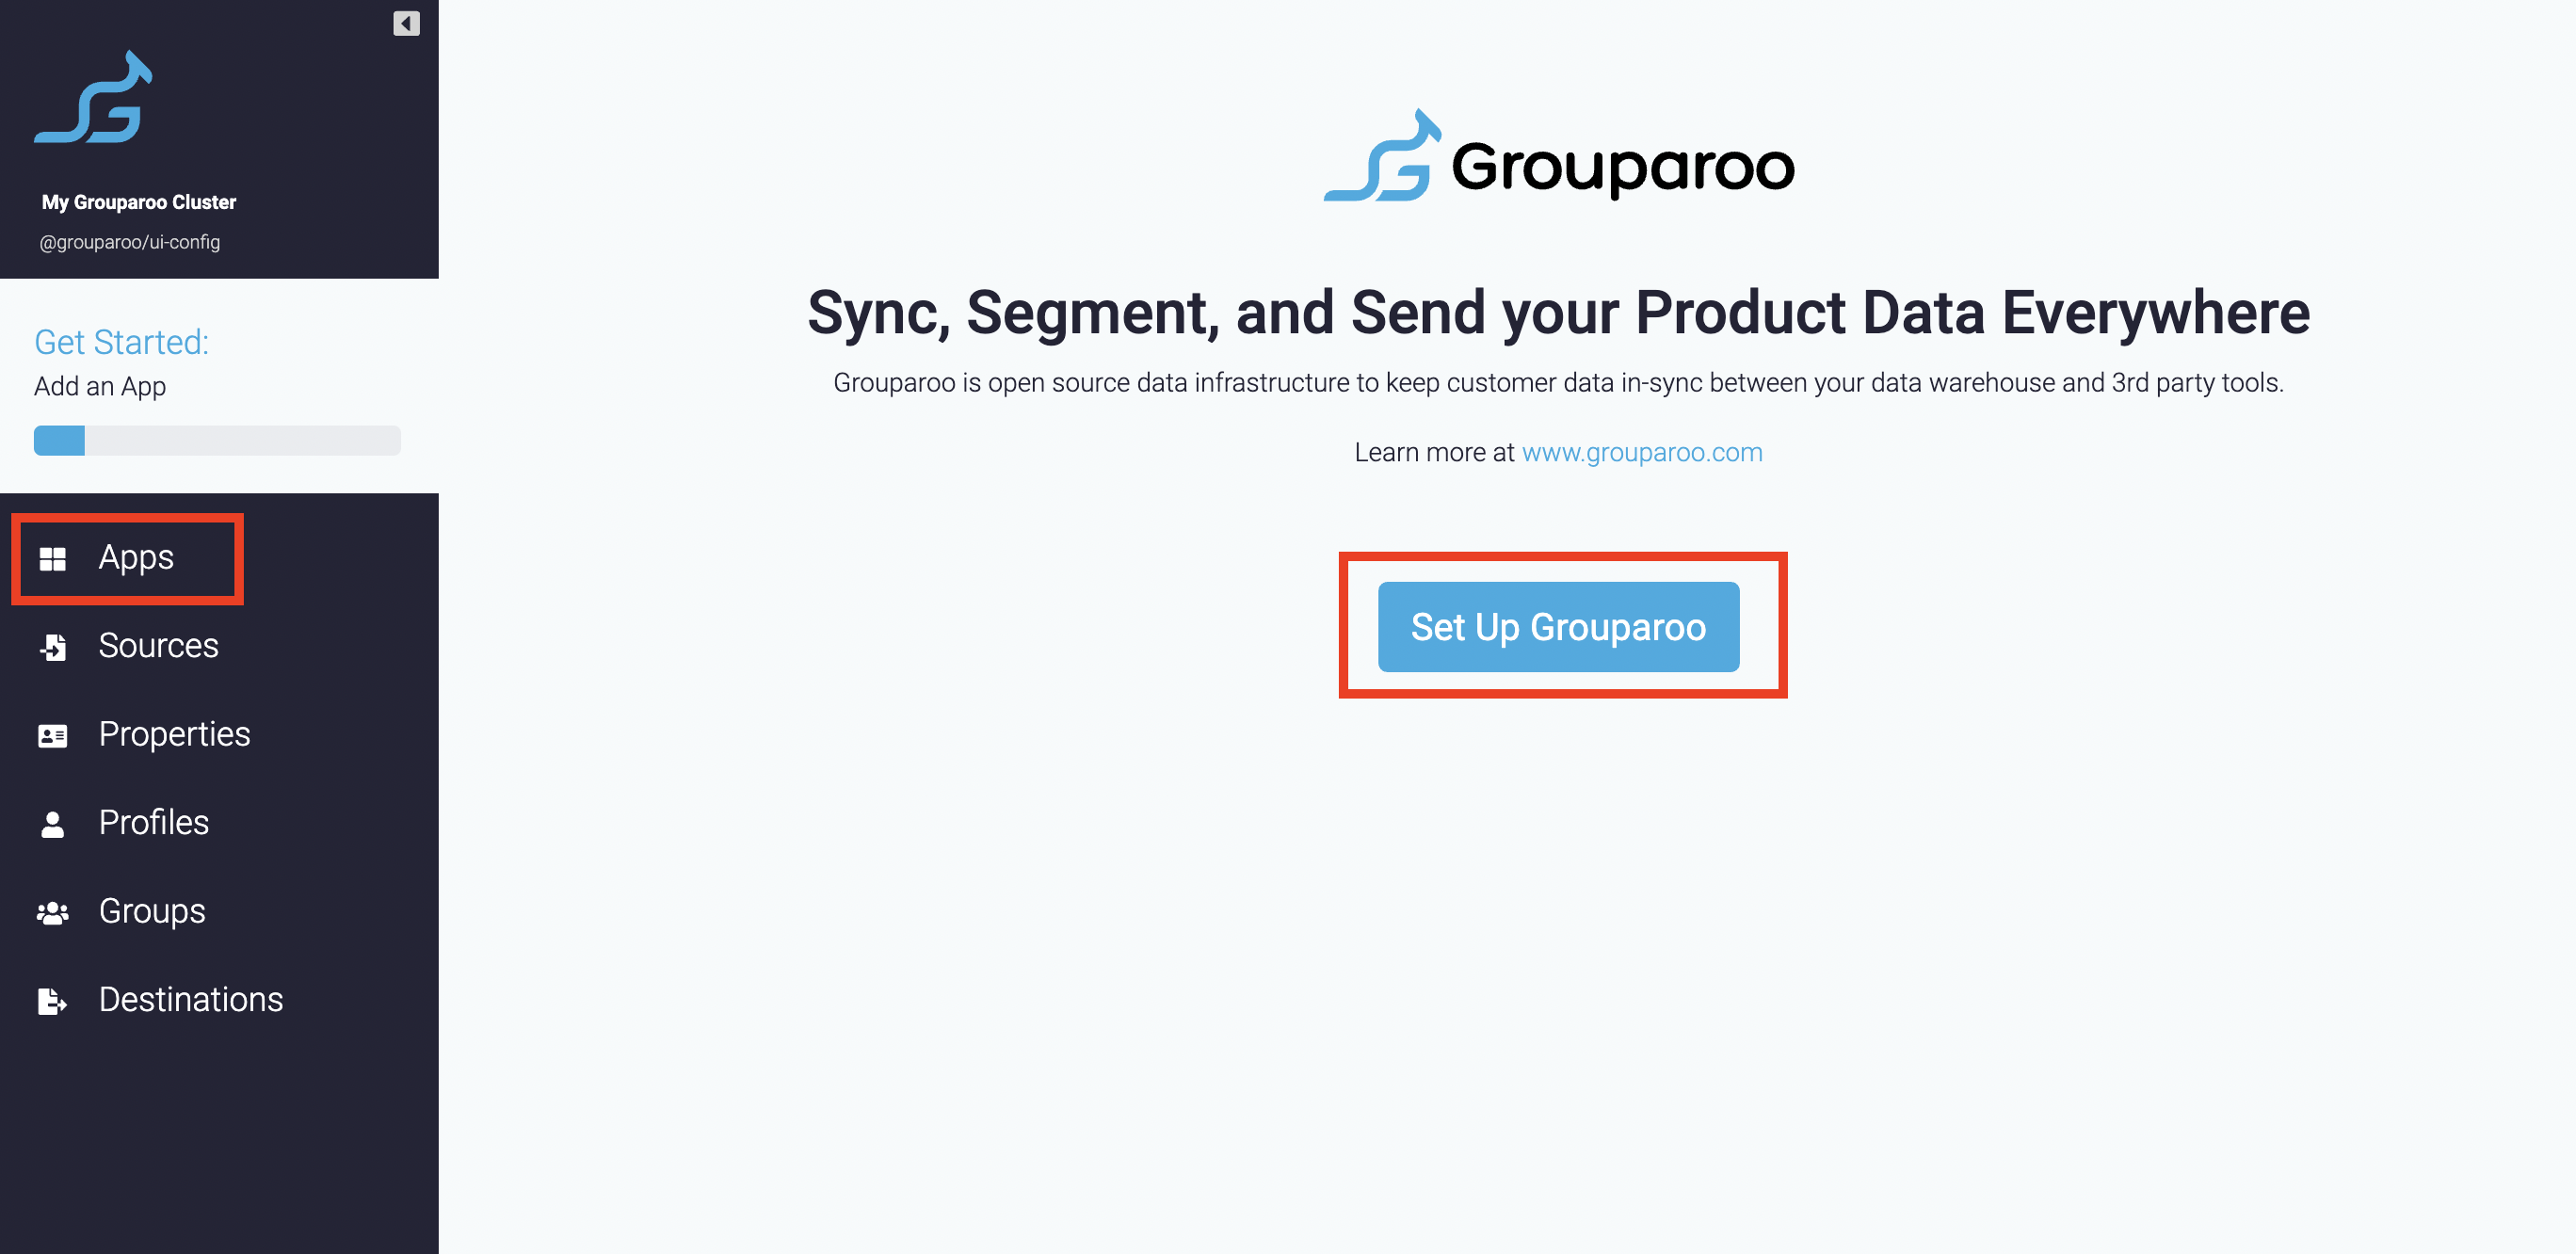 My Grouparoo Cluster
@grouparoo/ui-config
Get Started:
Add an App
Apps
Sources
Properties
Profiles
Groups
Destinations
Grouparoo
Sync, Segment, and Send your Product Data Everywhere
Grouparoo is open source data infrastructure to keep customer data in-sync between your data warehouse and 3rd party tools.
Learn more at www.grouparoo.com
Set Up Grouparoo